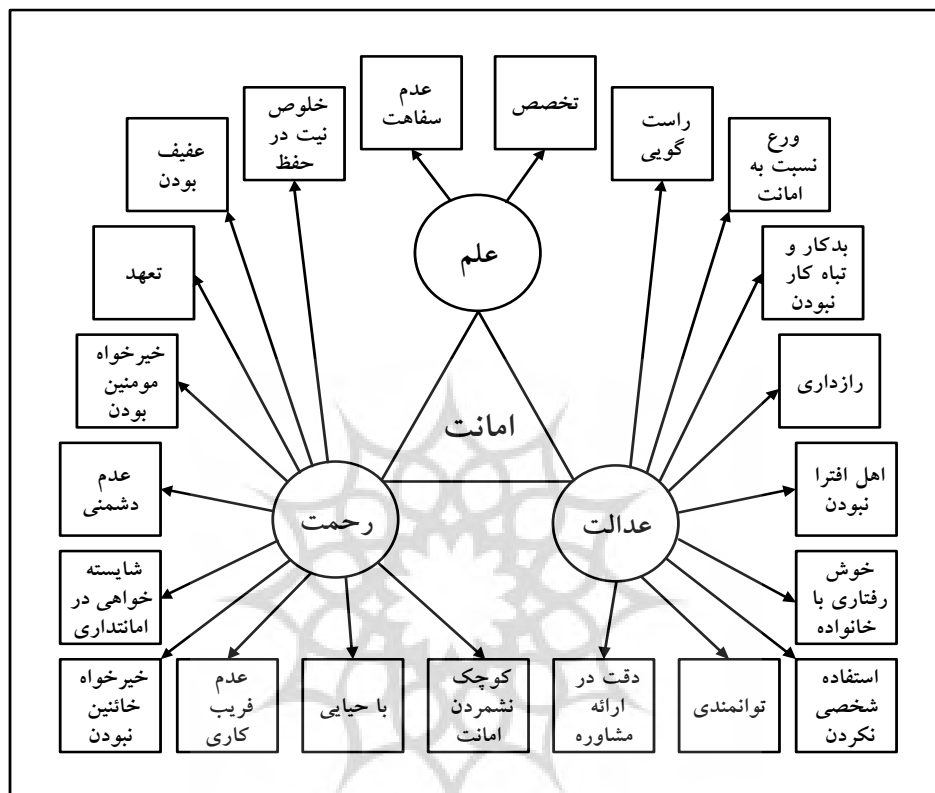 راست
گویی
تخصص
عدم
سفاهت
خلوص
نیت در
حفظ
عفیف
بودن
ورع
نسبت به
امانت
بدکار و
تباه کار
نبودن
علم
تعهد
رازداری
خیرخواه
مومنین
بودن
امانت
اهل افترا
نبودن
عدم
دشمنی
عدالت
رحمت
خوش
رفتاری با
خانواده
شایسته
خواهی در
امانتداری
استفاده
شخصی
نکردن
توانمندی
دقت در
ارائه
مشاوره
کوچک
نشمردن
امانت
با حیایی
عدم
فریب
کاری
خیرخواه
خائنین
نبودن